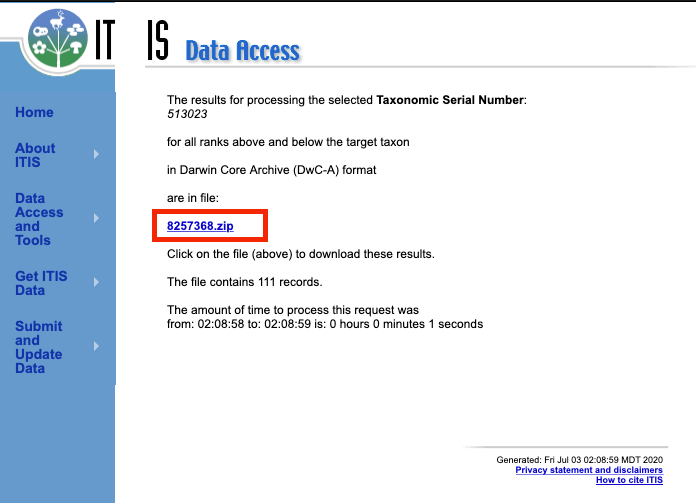 ITIS Data Access
Home
About
ITIS
Data
Access
and
Tools
Get ITIS
Data
Submit
and
Update
Data
The results for processing the selected Taxonomic Serial Number:
513023
for all ranks above and below the target taxon
in Darwin Core Archive (DwC-A) format
are in file:
8257368.zip
Click on the file (above) to download these results.
The file contains 111 records.
The amount of time to process this request was
from: 02:08:58 to: 02:08:59 is: 0 hours 0 minutes 1 seconds
Generated: Fri Jul 03 02:08:59 MDT 2020
Privacy statement and disclaimers
How to cite ITIS